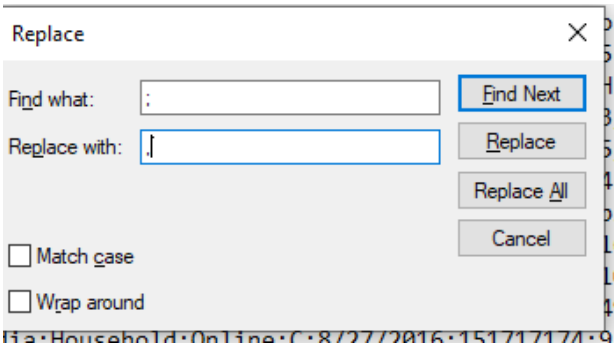 Replace
Find what:
;
Find Next
Replace with:
,
Replace
Replace All
Cancel
Match case
Wrap around
dia;Household;Online;C;8/27/2016;151717174;9